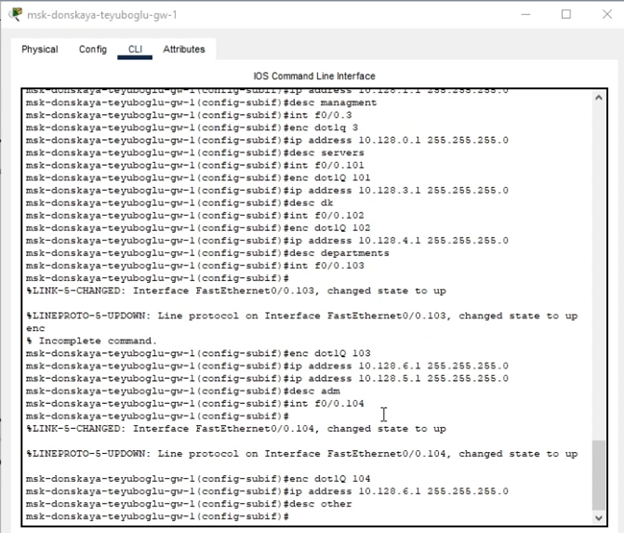 msk-donskaya-teyuboglu-gw-1
Physical Config CLI Attributes
IOS Command Line Interface
msk-donskaya-teyuboglu-gw-1(config-subif)#ip address 10.128.1.1 255.255.255.0
msk-donskaya-teyuboglu-gw-1(config-subif)#desc managment
msk-donskaya-teyuboglu-gw-1(config-subif)#int f0/0.3
msk-donskaya-teyuboglu-gw-1(config-subif)#enc dot1q 3
msk-donskaya-teyuboglu-gw-1(config-subif)#ip address 10.128.0.1 255.255.255.0
msk-donskaya-teyuboglu-gw-1(config-subif)#desc servers
msk-donskaya-teyuboglu-gw-1(config-subif)#int f0/0.101
msk-donskaya-teyuboglu-gw-1(config-subif)#enc dot1Q 101
msk-donskaya-teyuboglu-gw-1(config-subif)#ip address 10.128.3.1 255.255.255.0
msk-donskaya-teyuboglu-gw-1(config-subif)#desc dk
msk-donskaya-teyuboglu-gw-1(config-subif)#int f0/0.102
msk-donskaya-teyuboglu-gw-1(config-subif)#enc dot1Q 102
msk-donskaya-teyuboglu-gw-1(config-subif)#ip address 10.128.4.1 255.255.255.0
msk-donskaya-teyuboglu-gw-1(config-subif)#desc departments
msk-donskaya-teyuboglu-gw-1(config-subif)#int f0/0.103
msk-donskaya-teyuboglu-gw-1(config-subif)#
%LINK-5-CHANGED: Interface FastEthernet0/0.103, changed state to up
%LINEPROTO-5-UPDOWN: Line protocol on Interface FastEthernet0/0.103, changed state to up
enc
% Incomplete command.
msk-donskaya-teyuboglu-gw-1(config-subif)#enc dot1Q 103
msk-donskaya-teyuboglu-gw-1(config-subif)#ip address 10.128.6.1 255.255.255.0
msk-donskaya-teyuboglu-gw-1(config-subif)#ip address 10.128.5.1 255.255.255.0
msk-donskaya-teyuboglu-gw-1(config-subif)#desc adm
msk-donskaya-teyuboglu-gw-1(config-subif)#int f0/0.104
msk-donskaya-teyuboglu-gw-1(config-subif)#
%LINK-5-CHANGED: Interface FastEthernet0/0.104, changed state to up
%LINEPROTO-5-UPDOWN: Line protocol on Interface FastEthernet0/0.104, changed state to up
msk-donskaya-teyuboglu-gw-1(config-subif)#enc dot1Q 104
msk-donskaya-teyuboglu-gw-1(config-subif)#ip address 10.128.6.1 255.255.255.0
msk-donskaya-teyuboglu-gw-1(config-subif)#desc other
msk-donskaya-teyuboglu-gw-1(config-subif)#